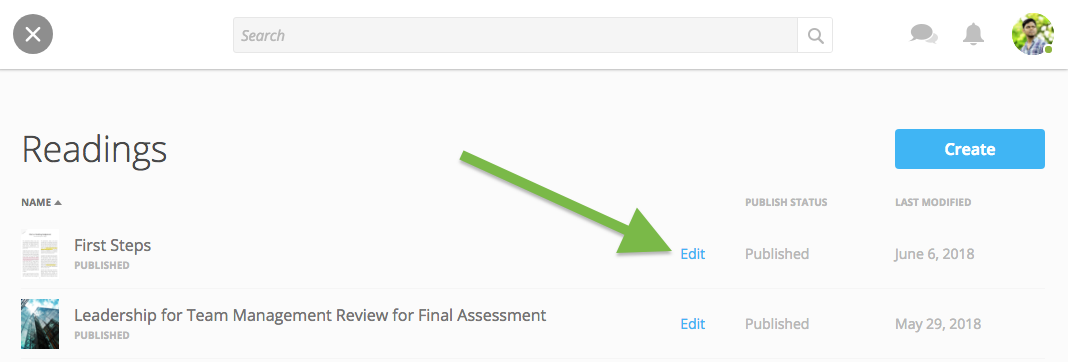 Search
Readings
Create
NAME PUBLISH STATUS LAST MODIFIED
First Steps
PUBLISHED
Edit Published June 6, 2018
Leadership for Team Management Review for Final Assessment
PUBLISHED
Edit Published May 29, 2018